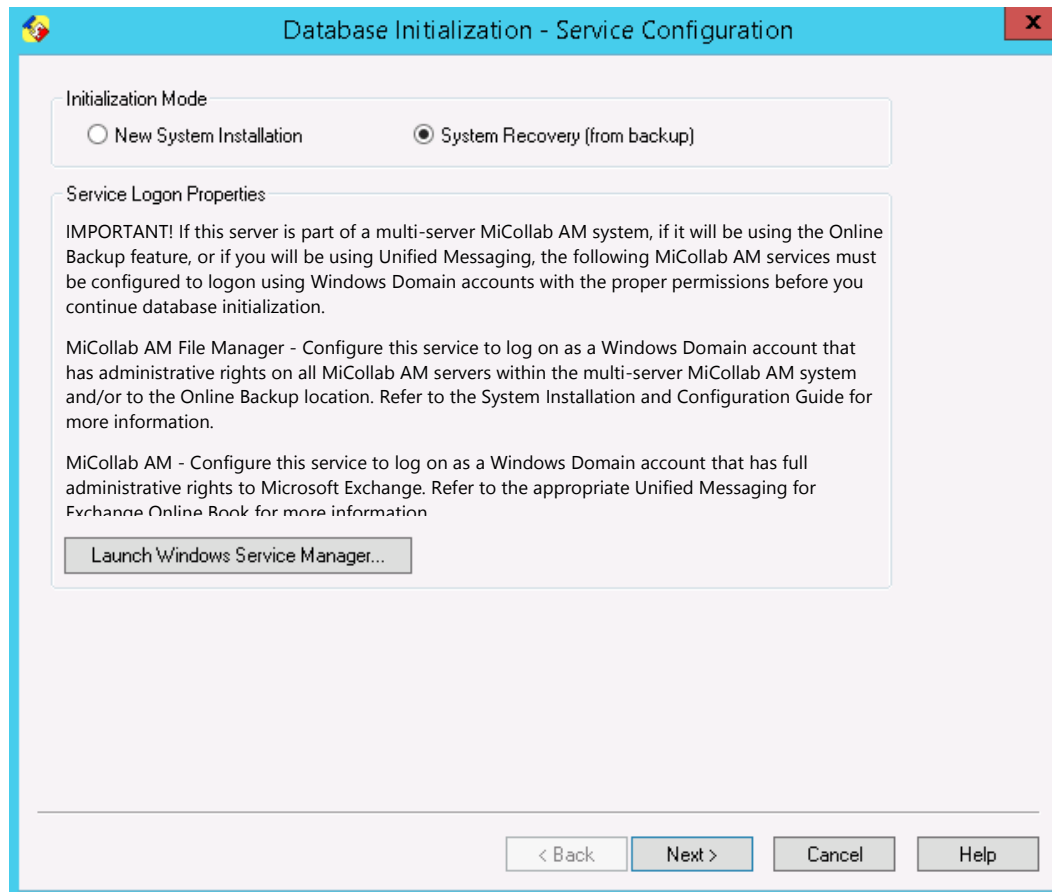 Database Initialization - Service Configuration
x
Initialization Mode
New System Installation
System Recovery (from backup)
Service Logon Properties
IMPORTANT! If this server is part of a multi-server MiCollab AM system, if it will be using the Online
Backup feature, or if you will be using Unified Messaging, the following MiCollab AM services must
be configured to logon using Windows Domain accounts with the proper permissions before you
continue database initialization.
MiCollab AM File Manager - Configure this service to log on as a Windows Domain account that
has administrative rights on all MiCollab AM servers within the multi-server MiCollab AM system
and/or to the Online Backup location. Refer to the System Installation and Configuration Guide for
more information.
MiCollab AM - Configure this service to log on as a Windows Domain account that has full
administrative rights to Microsoft Exchange. Refer to the appropriate Unified Messaging for
Exchange Online Book for more information
Launch Windows Service Manager...
< Back
Next >
Cancel
Help